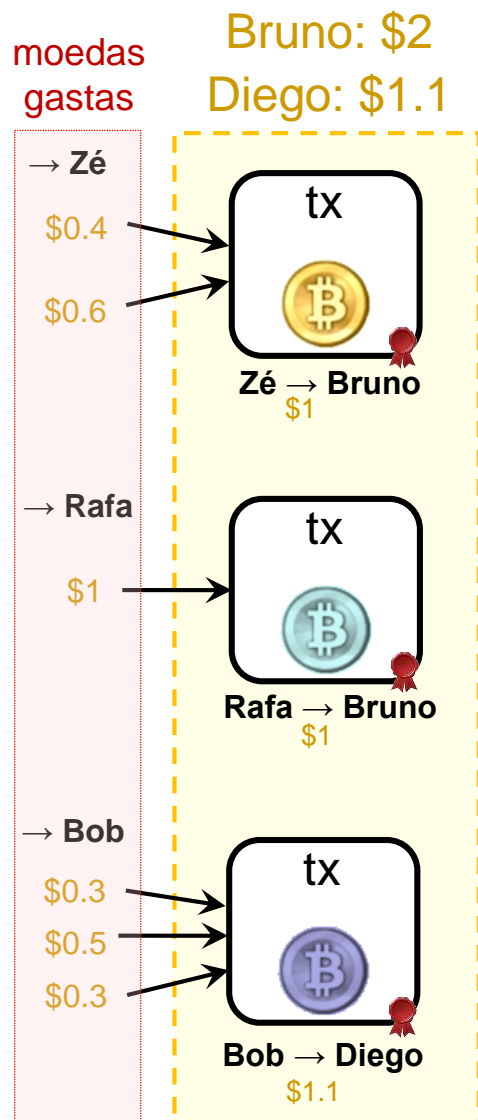 moedas
gastas
Bruno: $2
Diego: $1.1
→ Zé
$0.4
$0.6
tx
Zé → Bruno
$1
→ Rafa
$1
tx
Rafa → Bruno
$1
→ Bob
$0.3
$0.5
$0.3
tx
Bob → Diego
$1.1